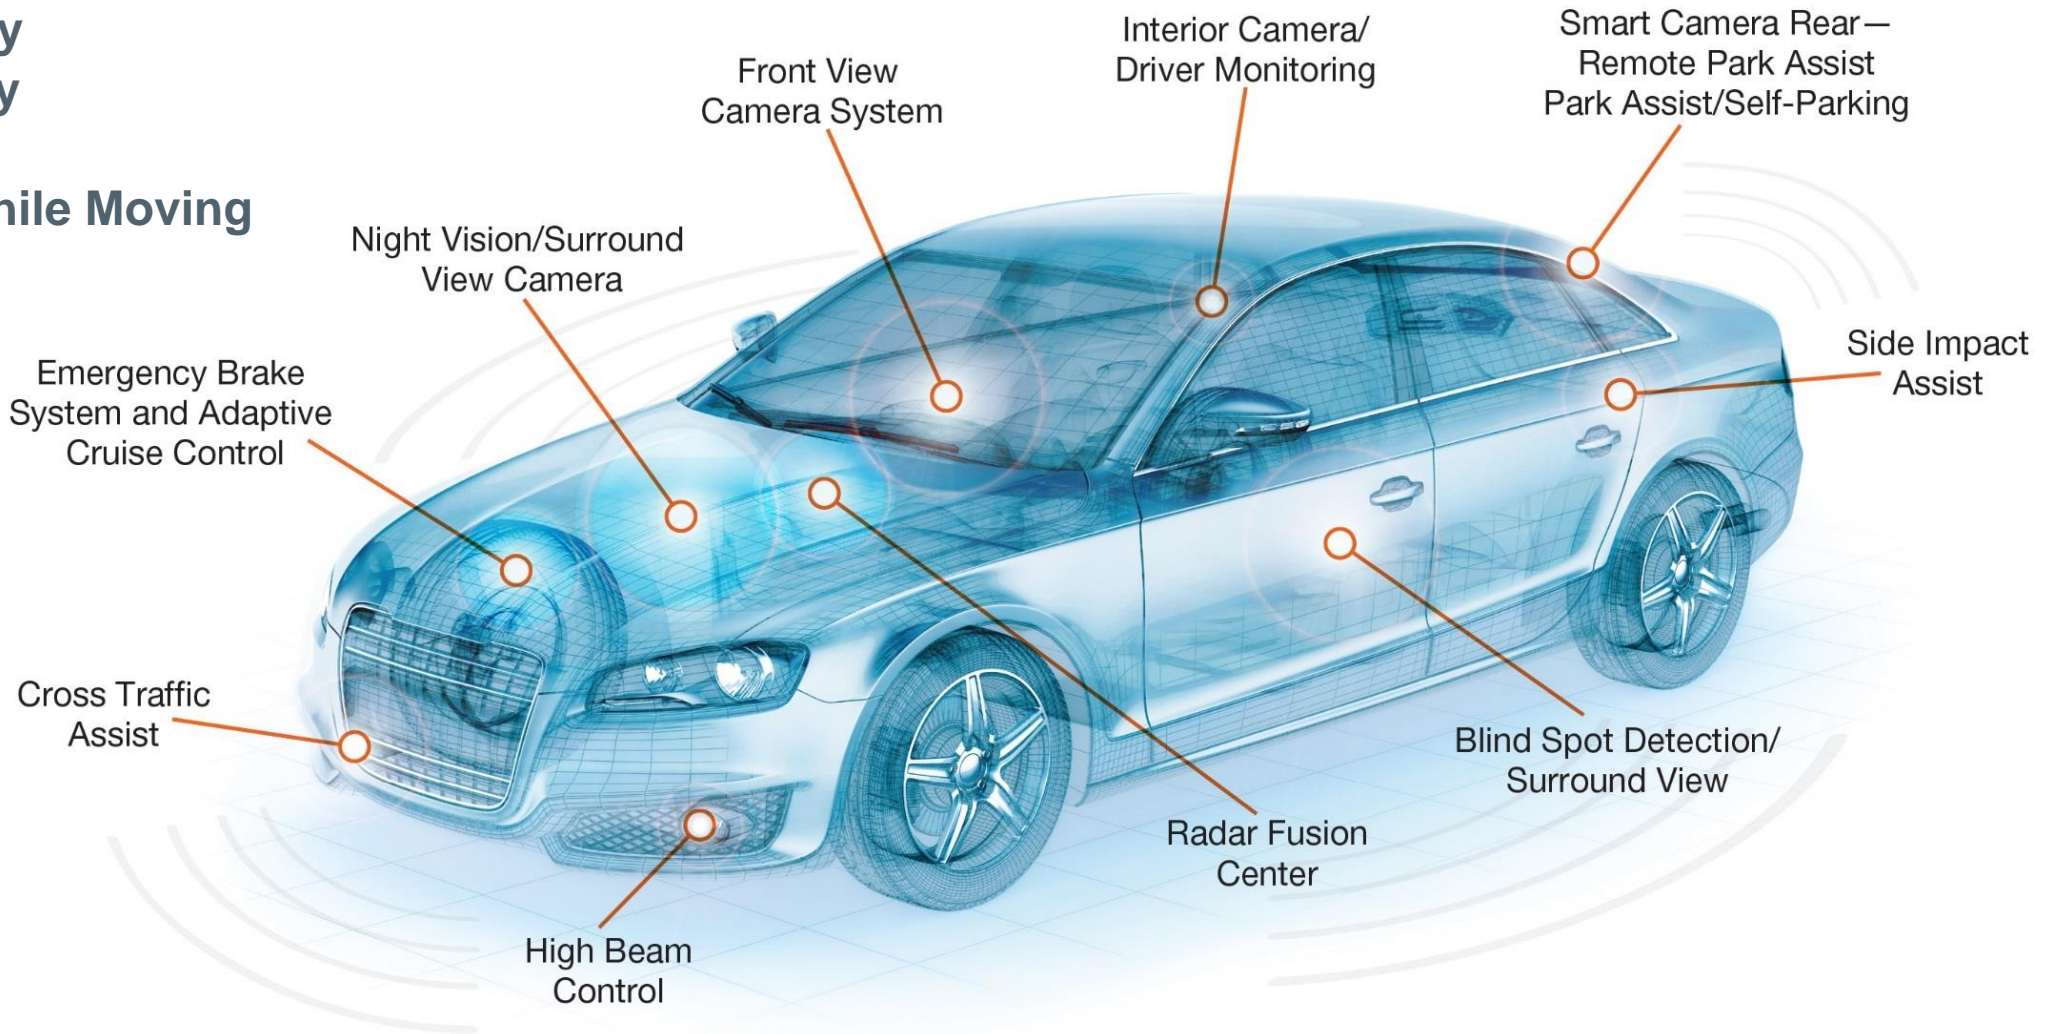 hile Moving
Front View
Camera System
Interior Camera/
Driver Monitoring
Smart Camera Rear—
Remote Park Assist
Park Assist/Self-Parking
Night Vision/Surround
View Camera
Emergency Brake
System and Adaptive
Cruise Control
Side Impact
Assist
Cross Traffic
Assist
Blind Spot Detection/
Surround View
Radar Fusion
Center
High Beam
Control